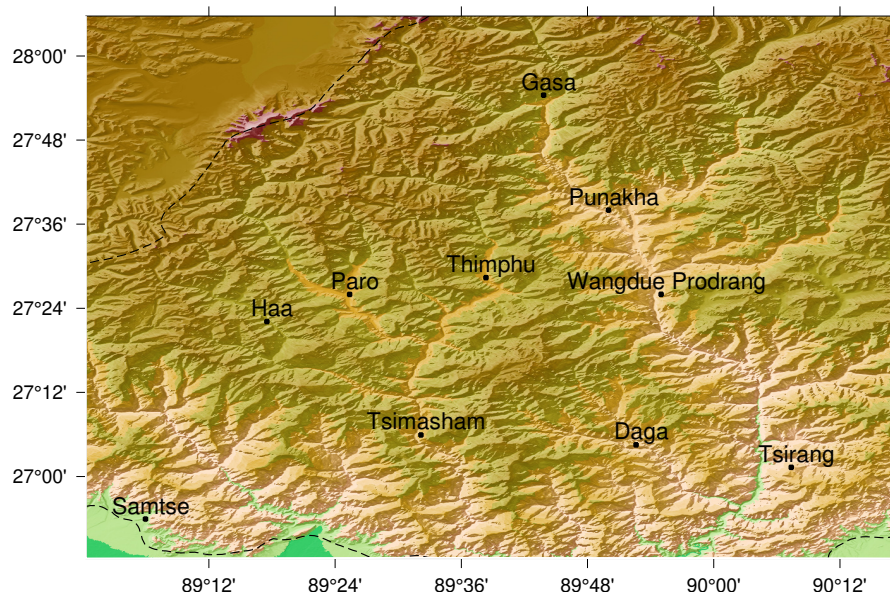 28°00'
Gasa
27°48'
Punakha
27°36'
Thimphu
Paro
Wangdue Prodrang
Haa
27°24'
27°12'
Tsimasham
Daga
Tsirang
27°00'
Samtse
89°12'
89°24'
89°36'
89°48'
90°00'
90°12'